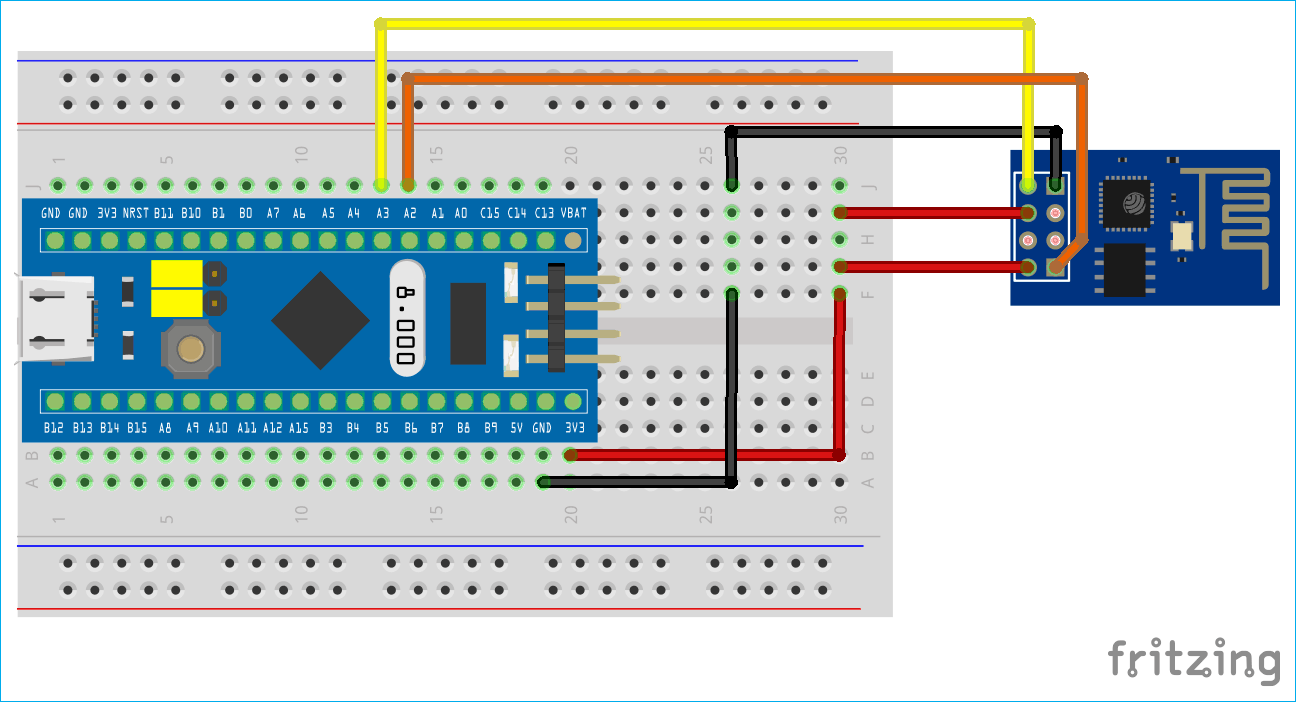 1 5 10 15 20 25 30
J J
GND GND 3V3 NRST B11 B10 B1 B0 A7 A6 A5 A4 A3 A2 A1 A0 C15 C14 C13 VBAT
H
G
8.000
F
E
D
B12 B13 B14 B15 A8 A9 A10 A11 A12 A15 B3 B4 B5 B6 B7 B8 B9 5V GND 3V3 C
B B
A A
1 5 10 15 20 25 30
fritzing